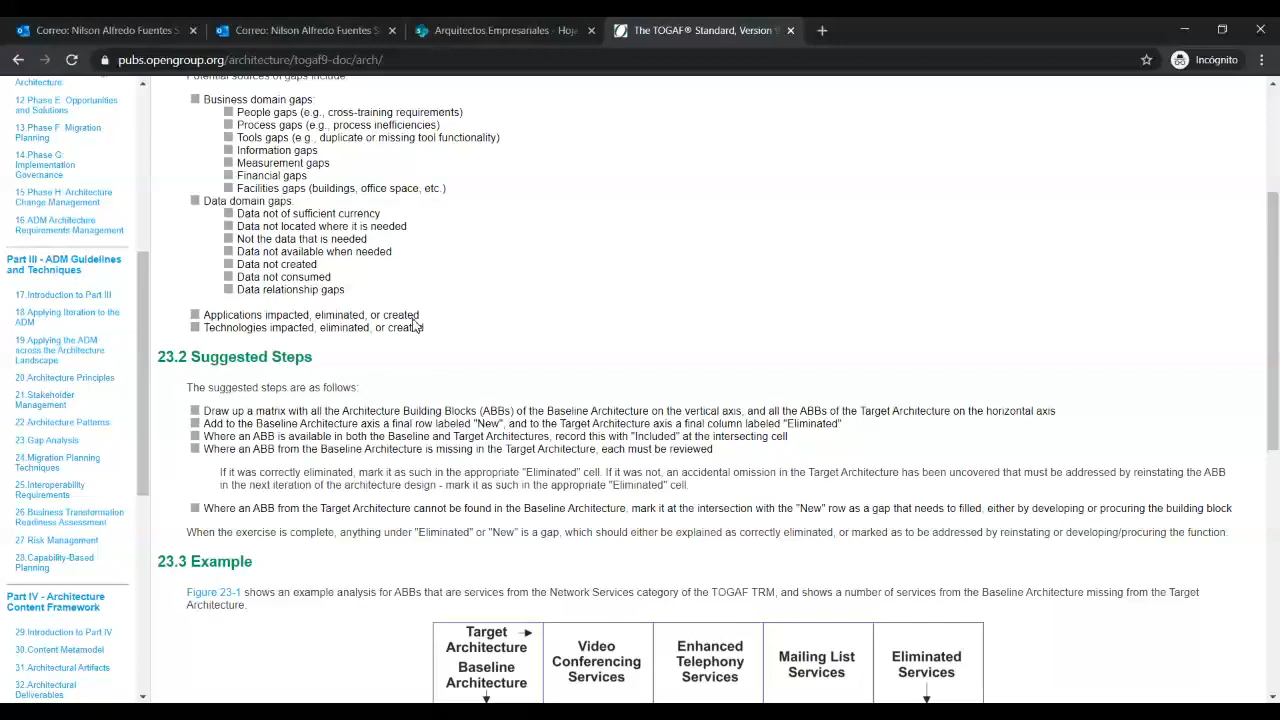 Correo: Nilson Alfredo Fuentes S
Correo: Nilson Alfredo Fuentes S
Arquitectos Empresariales - Hoja
The TOGAF® Standard, Version 9
pubs.opengroup.org/architecture/togaf9-doc/arch/
Incógnito
Architecture
12.Phase E: Opportunities
and Solutions
13.Phase F: Migration
Planning
14.Phase G:
Implementation
Governance
15.Phase H: Architecture
Change Management
16.ADM Architecture
Requirements Management
Part III - ADM Guidelines
and Techniques
17.Introduction to Part III
18.Applying Iteration to the
ADM
19.Applying the ADM
across the Architecture
Landscape
20.Architecture Principles
21.Stakeholder
Management
22.Architecture Patterns
23.Gap Analysis
24.Migration Planning
Techniques
25.Interoperability
Requirements
26.Business Transformation
Readiness Assessment
27.Risk Management
28.Capability-Based
Planning
Part IV - Architecture
Content Framework
29.Introduction to Part IV
30.Content Metamodel
31.Architectural Artifacts
32.Architectural
Deliverables
Potential sources of gaps include:
Business domain gaps:
People gaps (e.g., cross-training requirements)
Process gaps (e.g., process inefficiencies)
Tools gaps (e.g., duplicate or missing tool functionality)
Information gaps
Measurement gaps
Financial gaps
Facilities gaps (buildings, office space, etc.)
Data domain gaps:
Data not of sufficient currency
Data not located where it is needed
Not the data that is needed
Data not available when needed
Data not created
Data not consumed
Data relationship gaps
Applications impacted, eliminated, or created
Technologies impacted, eliminated, or created
23.2 Suggested Steps
The suggested steps are as follows:
Draw up a matrix with all the Architecture Building Blocks (ABBs) of the Baseline Architecture on the vertical axis, and all the ABBs of the Target Architecture on the horizontal axis
Add to the Baseline Architecture axis a final row labeled "New", and to the Target Architecture axis a final column labeled "Eliminated"
Where an ABB is available in both the Baseline and Target Architectures, record this with "Included" at the intersecting cell
Where an ABB from the Baseline Architecture is missing in the Target Architecture, each must be reviewed
If it was correctly eliminated, mark it as such in the appropriate "Eliminated" cell. If it was not, an accidental omission in the Target Architecture has been uncovered that must be addressed by reinstating the ABB
in the next iteration of the architecture design - mark it as such in the appropriate "Eliminated" cell.
Where an ABB from the Target Architecture cannot be found in the Baseline Architecture, mark it at the intersection with the "New" row as a gap that needs to filled, either by developing or procuring the building block
When the exercise is complete, anything under "Eliminated" or "New" is a gap, which should either be explained as correctly eliminated, or marked as to be addressed by reinstating or developing/procuring the function.
23.3 Example
Figure 23-1 shows an example analysis for ABBs that are services from the Network Services category of the TOGAF TRM, and shows a number of services from the Baseline Architecture missing from the Target
Architecture.
Target
Architecture
Baseline
Architecture
Video
Conferencing
Services
Enhanced
Telephony
Services
Mailing List
Services
Eliminated
Services